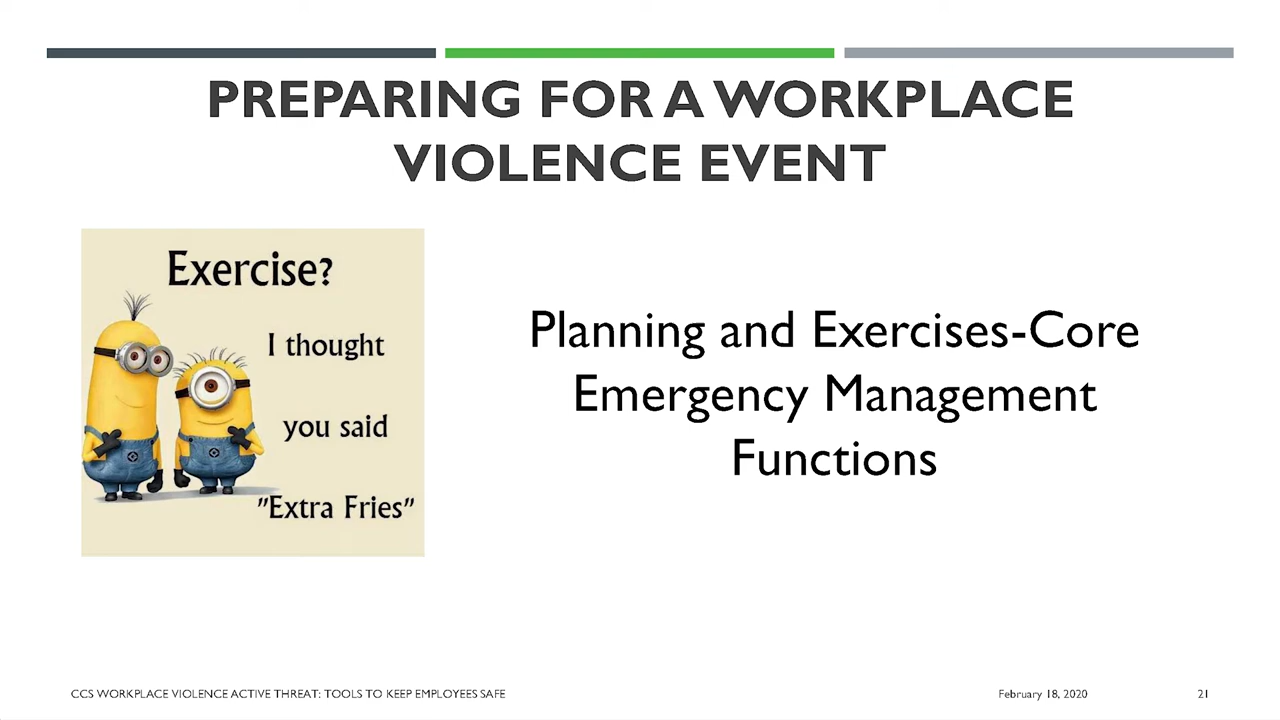 PREPARING FOR A WORKPLACE
VIOLENCE EVENT
Exercise?
I thought
you said
"Extra Fries"
Planning and Exercises-Core
Emergency Management
Functions
CCS WORKPLACE VIOLENCE ACTIVE THREAT: TOOLS TO KEEP EMPLOYEES SAFE
February 18, 2020
21